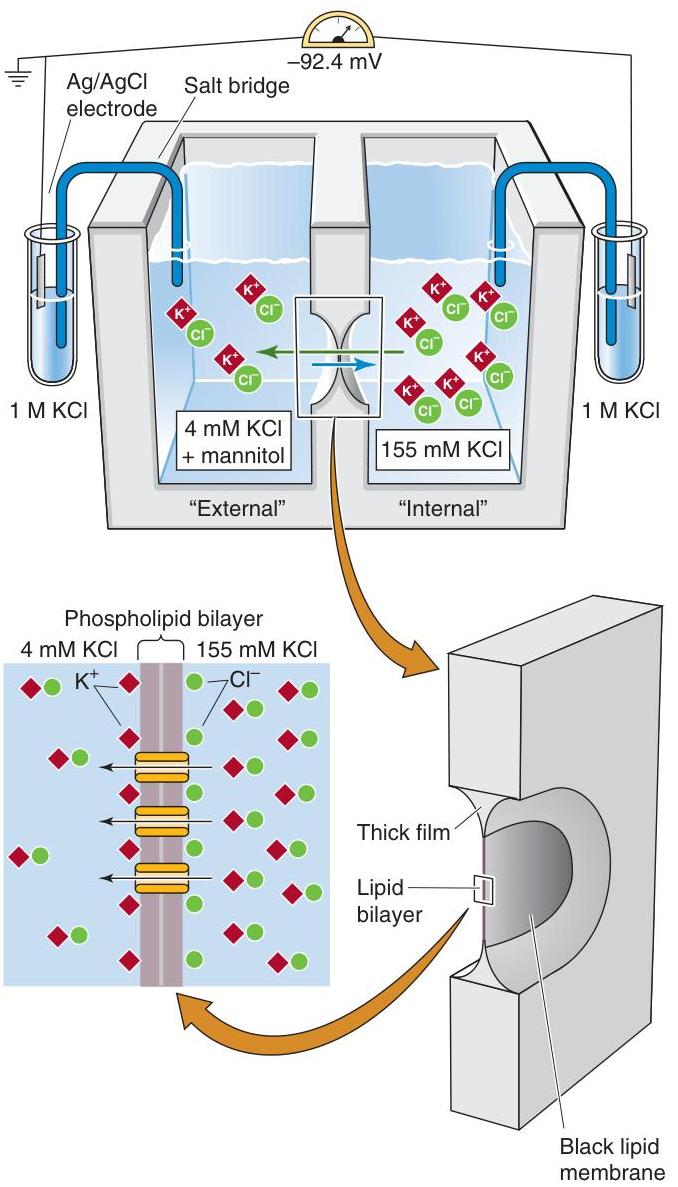 −92.4 mV
Ag/AgCl
electrode
Salt bridge
K⁺
Cl⁻
K⁺
Cl⁻
K⁺
Cl⁻
K⁺
Cl⁻
K⁺
Cl⁻
K⁺
Cl⁻
K⁺
Cl⁻
K⁺
Cl⁻
K⁺
Cl⁻
1 M KCl
4 mM KCl
+ mannitol
155 mM KCl
1 M KCl
“External”
“Internal”
Phospholipid bilayer
4 mM KCl
155 mM KCl
K⁺
Cl⁻
Thick film
Lipid
bilayer
Black lipid
membrane